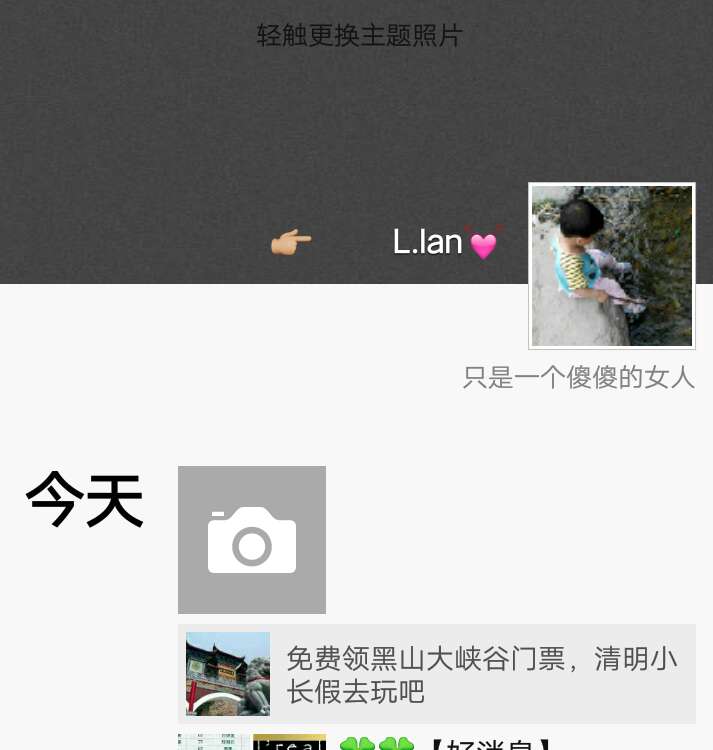 轻触更换主题照片
👉🏼 L.lan💘
只是一个傻傻的女人
今天
免费领黑山大峡谷门票，清明小
长假去玩吧
🍀🍀【好消息】